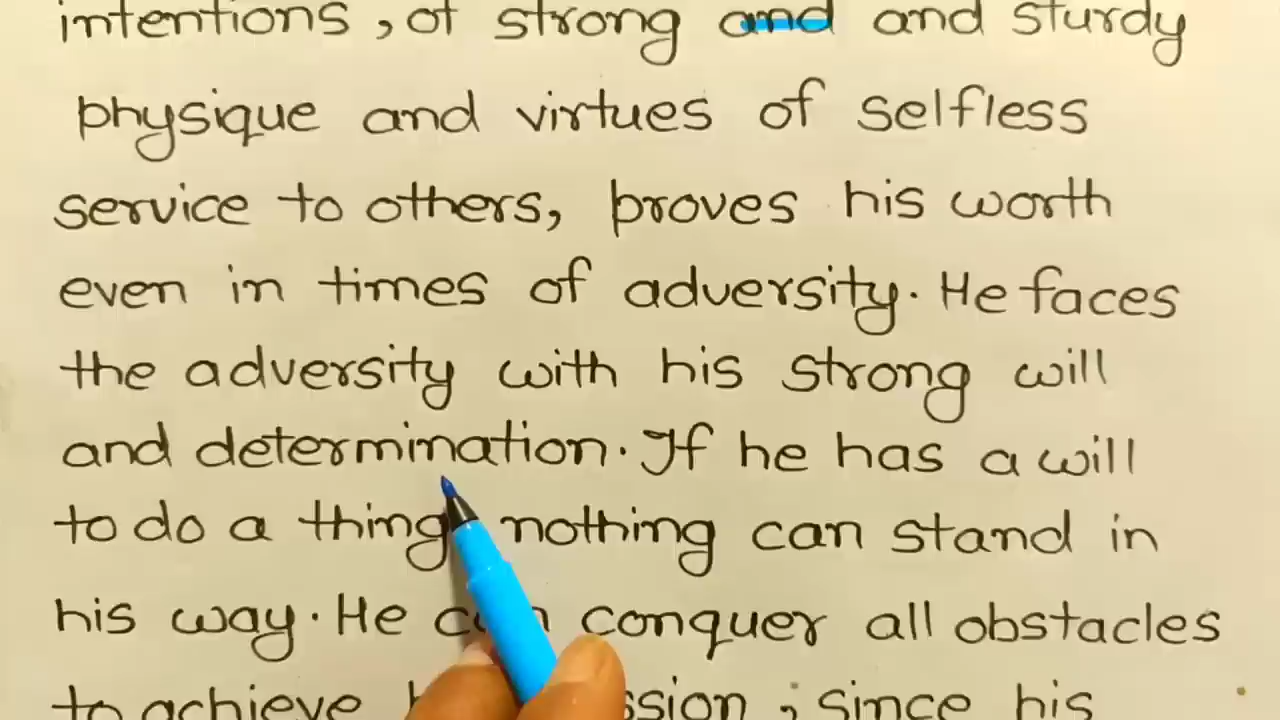 intentions, of strong and and sturdy
physique and virtues of selfless
service to others, proves his worth
even in times of adversity. He faces
the adversity with his strong will
and determination. If he has a will
to do a thing nothing can stand in
his way. He can conquer all obstacles
to achieve ; since his